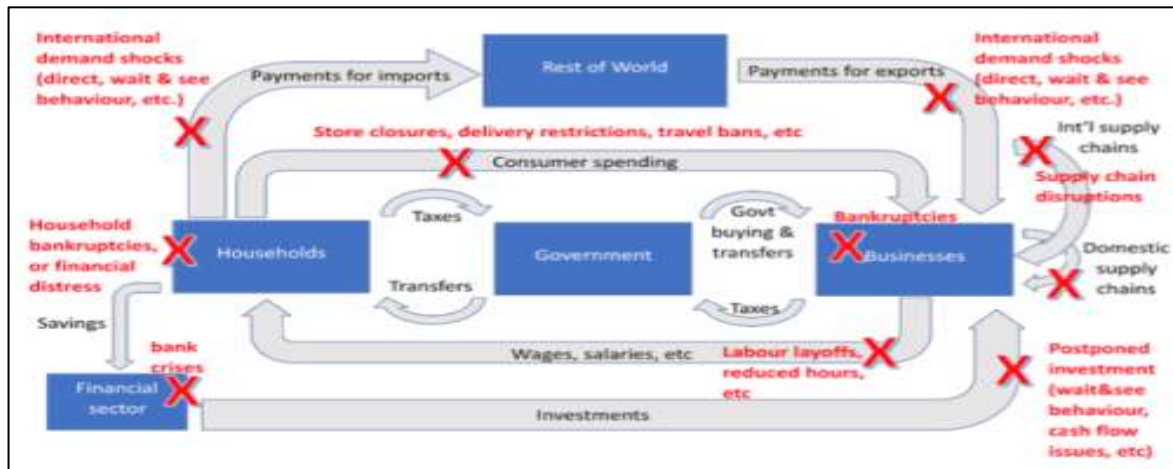 International
demand shocks
(direct, wait & see
behaviour, etc.)
Payments for imports
Rest of World
Payments for exports
International
demand shocks
(direct, wait & see
behaviour, etc.)
Store closures, delivery restrictions, travel bans, etc
Consumer spending
Int'l supply
chains
Supply chain
disruptions
Household
bankruptcies,
or financial
distress
Households
Taxes
Transfers
Government
Govt
buying &
transfers
Taxes
Bankruptcies
Businesses
Domestic
supply
chains
Savings
bank
crises
Financial
sector
Wages, salaries, etc
Labour layoffs,
reduced hours,
etc
Investments
Postponed
investment
(wait&see
behaviour,
cash flow
issues, etc)